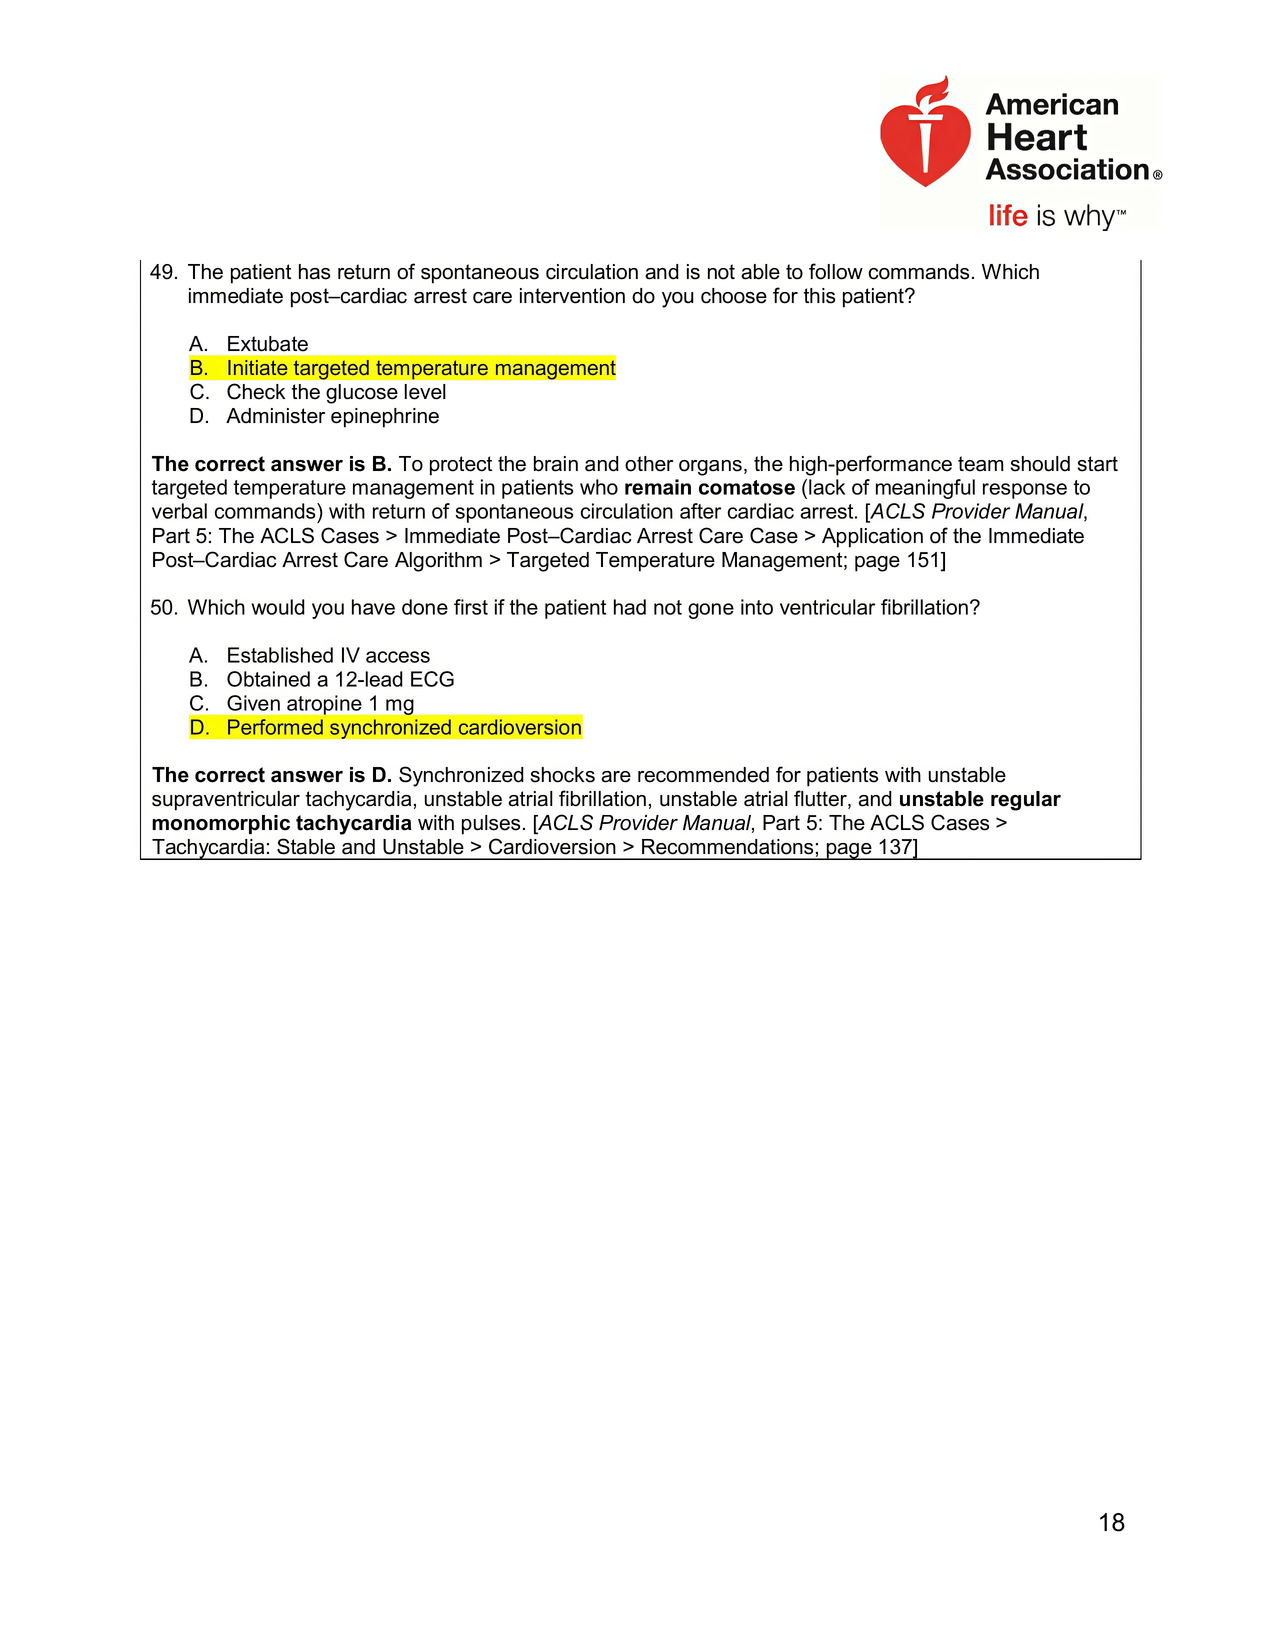 American
Heart
Association®
life is why™
49. The patient has return of spontaneous circulation and is not able to follow commands. Which
immediate post–cardiac arrest care intervention do you choose for this patient?
A. Extubate
B. Initiate targeted temperature management
C. Check the glucose level
D. Administer epinephrine
The correct answer is B. To protect the brain and other organs, the high-performance team should start
targeted temperature management in patients who remain comatose (lack of meaningful response to
verbal commands) with return of spontaneous circulation after cardiac arrest. [ACLS Provider Manual,
Part 5: The ACLS Cases > Immediate Post–Cardiac Arrest Care Case > Application of the Immediate
Post–Cardiac Arrest Care Algorithm > Targeted Temperature Management; page 151]
50. Which would you have done first if the patient had not gone into ventricular fibrillation?
A. Established IV access
B. Obtained a 12-lead ECG
C. Given atropine 1 mg
D. Performed synchronized cardioversion
The correct answer is D. Synchronized shocks are recommended for patients with unstable
supraventricular tachycardia, unstable atrial fibrillation, unstable atrial flutter, and unstable regular
monomorphic tachycardia with pulses. [ACLS Provider Manual, Part 5: The ACLS Cases >
Tachycardia: Stable and Unstable > Cardioversion > Recommendations; page 137]
18